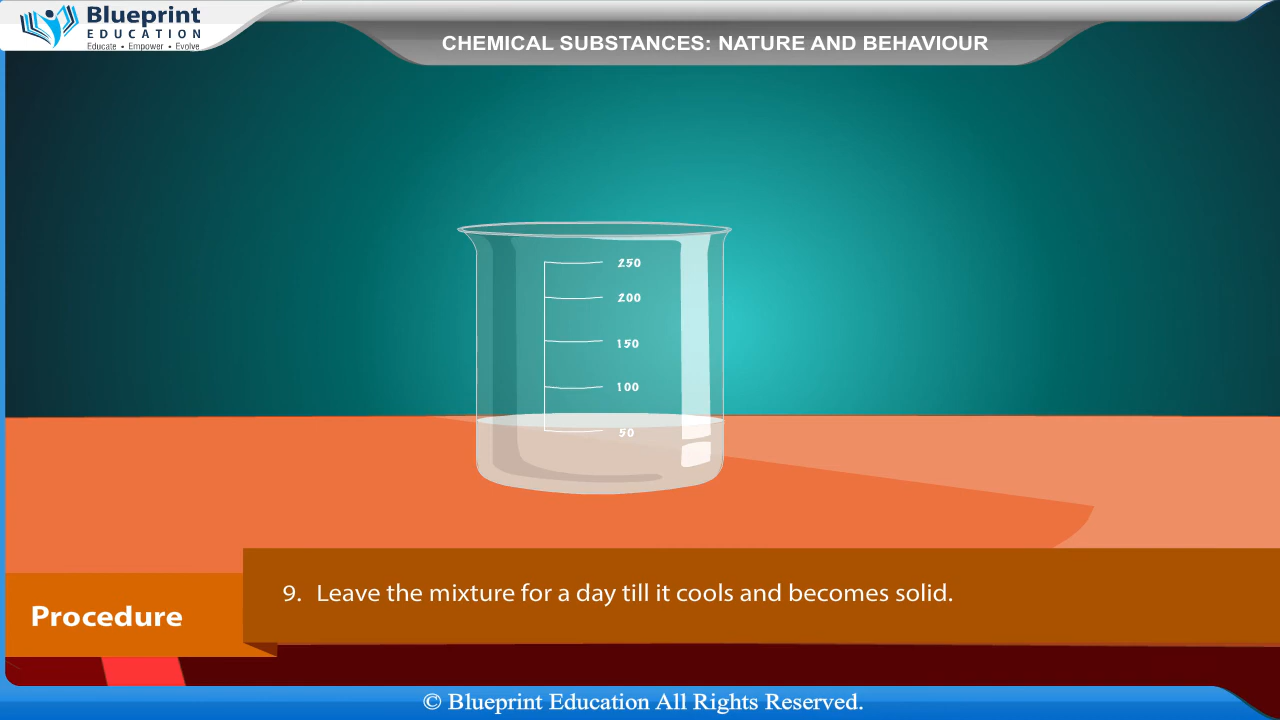 Blueprint
EDUCATION
Educate • Empower • Evolve
CHEMICAL SUBSTANCES: NATURE AND BEHAVIOUR
250
200
150
100
50
9. Leave the mixture for a day till it cools and becomes solid.
Procedure
© Blueprint Education All Rights Reserved.